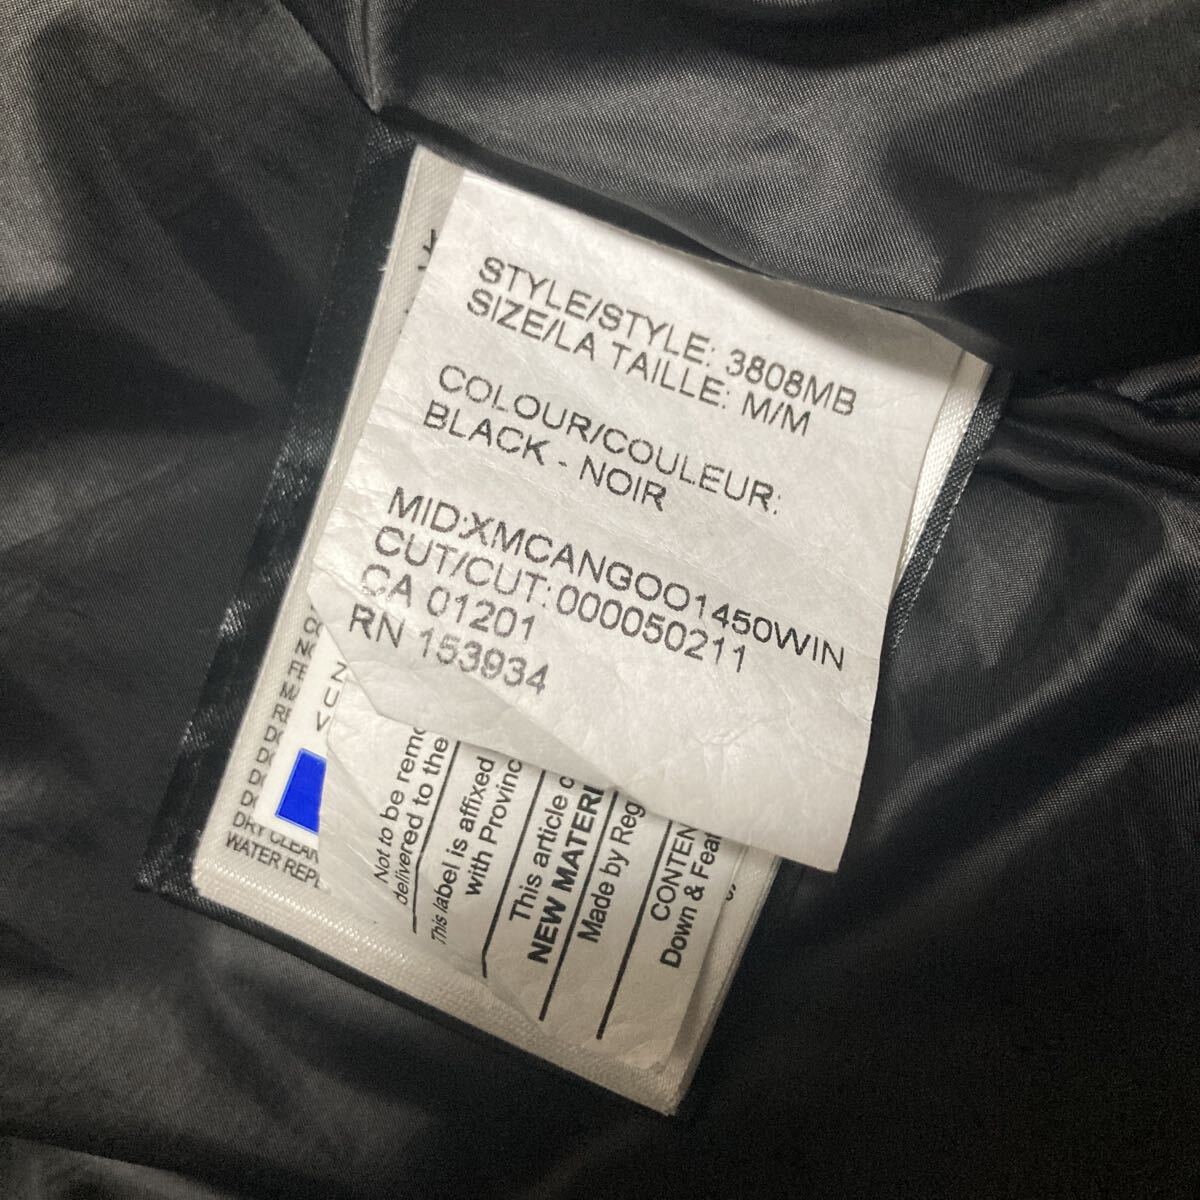 STYLE/STYLE: 3808MB
SIZE/LA TAILLE: M/M
COLOUR/COULEUR:
BLACK - NOIR
MID:XMCANGOO1450WIN
CUT/CUT: 000050211
CA 01201
RN 153934
DRY CLEAN
WATER REP
Not to be remo
delivered to the
This label is affixed
with Provinc
This article o
NEW MATERI
Made by Reg
CONTEN
Down & Feat